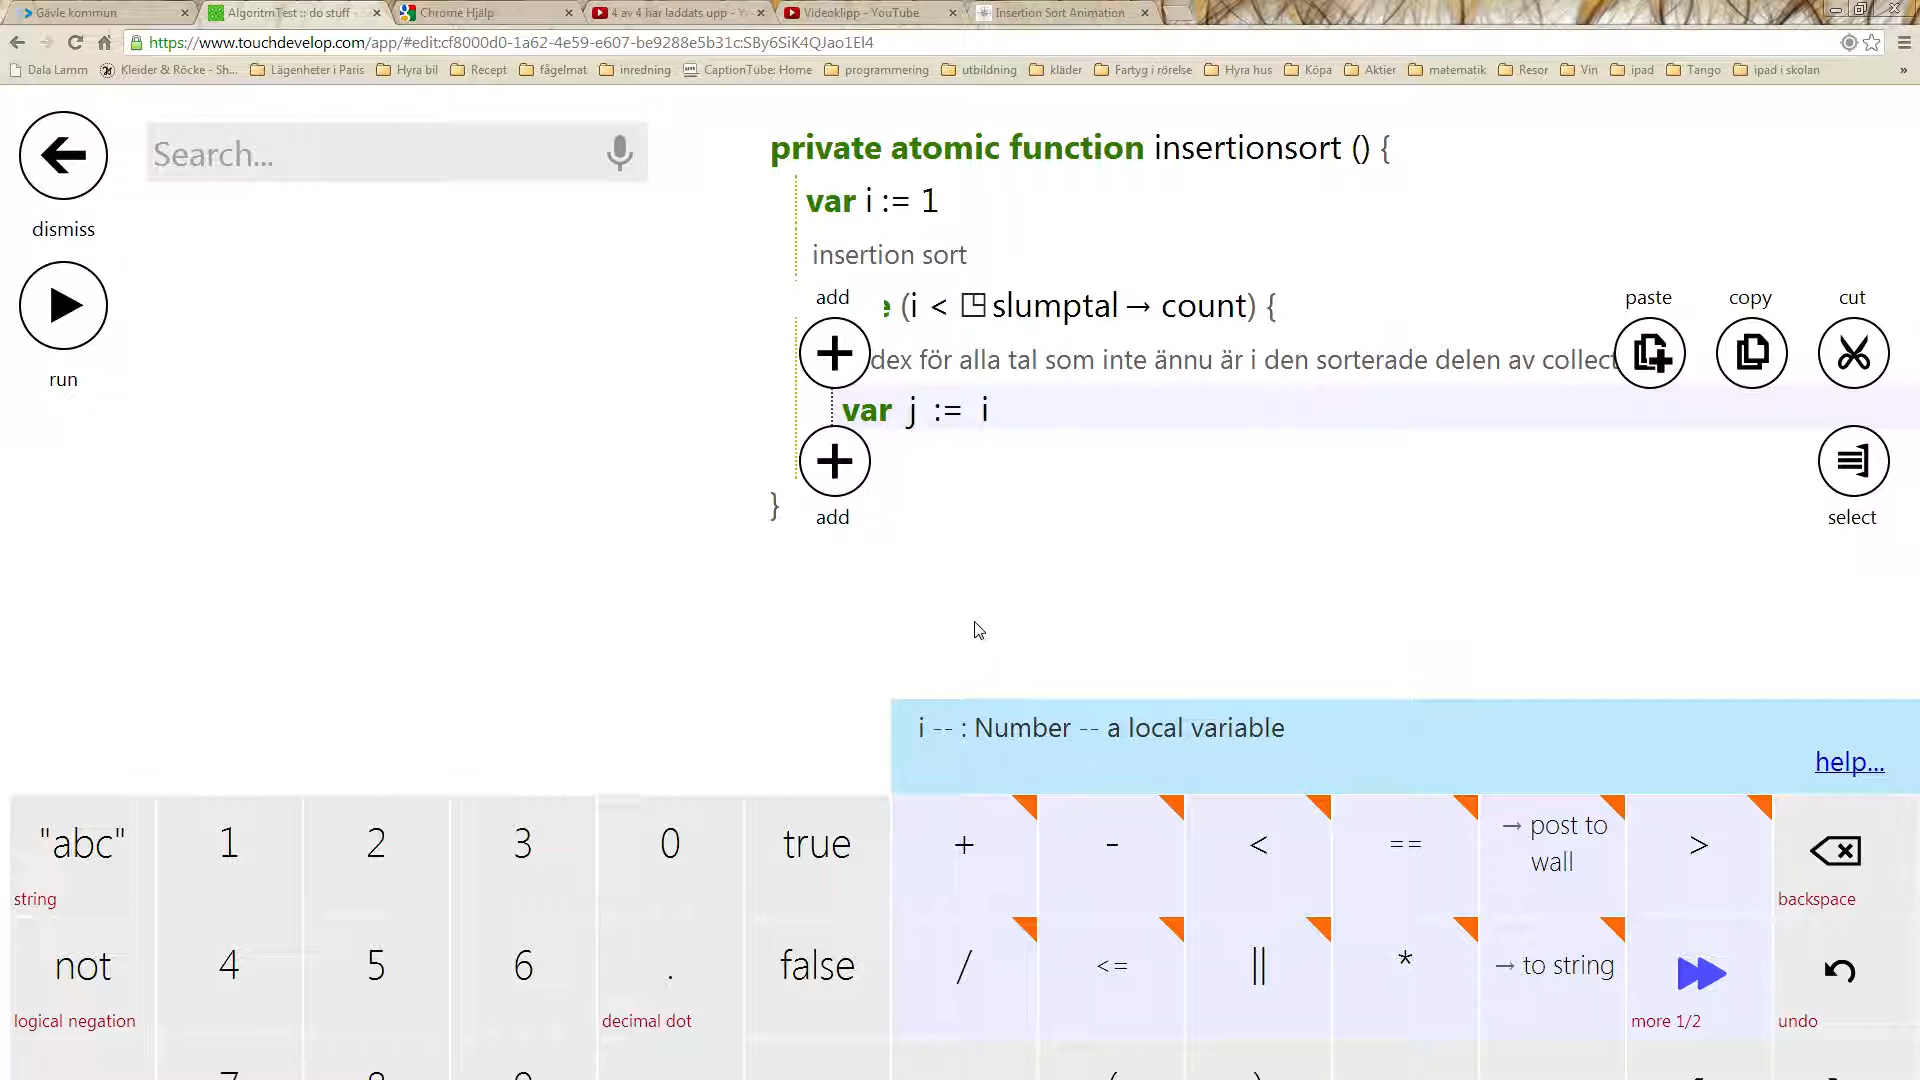 Gävle kommun
AlgoritmTest :: do stuff -
Chrome Hjälp
4 av 4 har laddats upp - Yo
Videoklipp - YouTube
Insertion Sort Animation
https://www.touchdevelop.com/app/#edit:cf8000d0-1a62-4e59-e607-be9288e5b31c:SBy6SiK4QJao1El4
Dala Lamm
Kleider & Röcke - Sh...
Lägenheter i Paris
Hyra bil
Recept
fågelmat
inredning
CaptionTube: Home
programmering
utbildning
kläder
Fartyg i rörelse
Hyra hus
Köpa
Aktier
matematik
Resor
Vin
ipad
Tango
ipad i skolan
»
dismiss
Search...
run
private atomic function insertionsort () {
var i := 1
insertion sort
e (i < slumptal → count) {
dex för alla tal som inte ännu är i den sorterade delen av collect
var j := i
}
add
add
paste
copy
cut
select
i -- : Number -- a local variable
help...
"abc" 1 2 3 0 true + - < == → post to wall >
string
backspace
not 4 5 6 . false / <= || * → to string
logical negation
decimal dot
more 1/2
undo